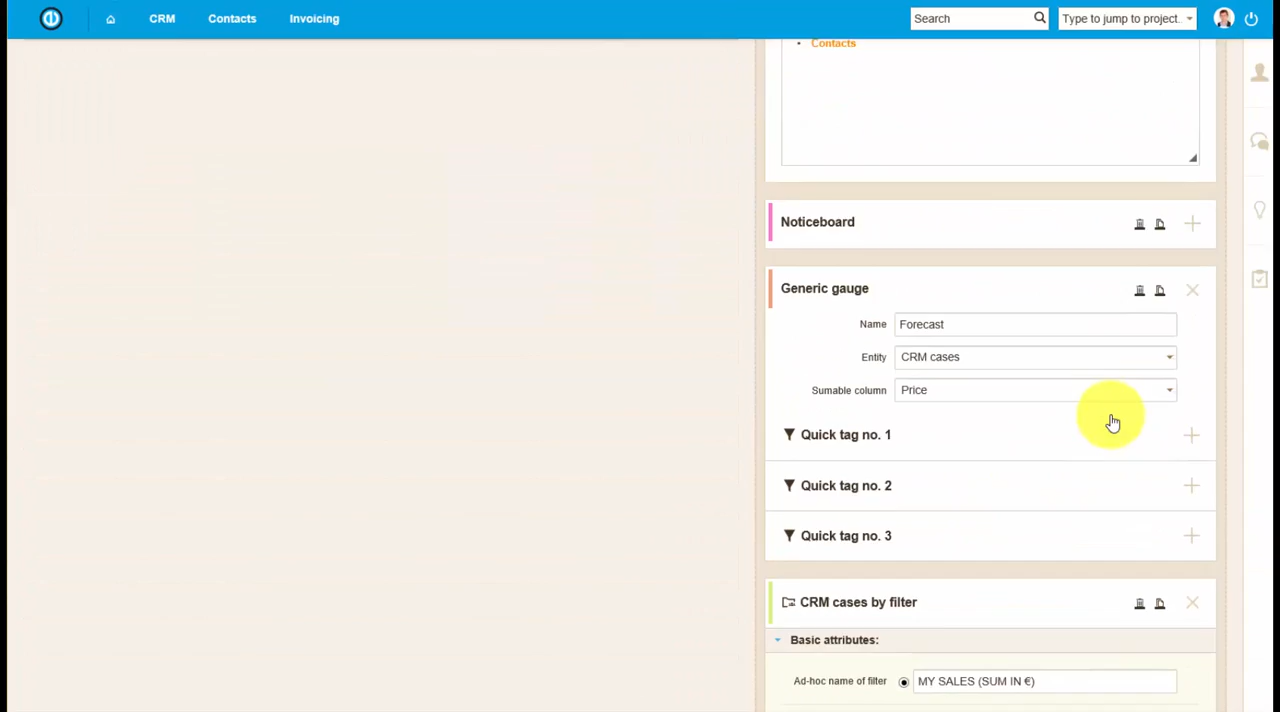 CRM Contacts Invoicing Search Type to jump to project.
Contacts
Noticeboard
Generic gauge
Name Forecast
Entity CRM cases
Sumable column Price
Quick tag no. 1
Quick tag no. 2
Quick tag no. 3
CRM cases by filter
Basic attributes:
Ad-hoc name of filter MY SALES (SUM IN €)